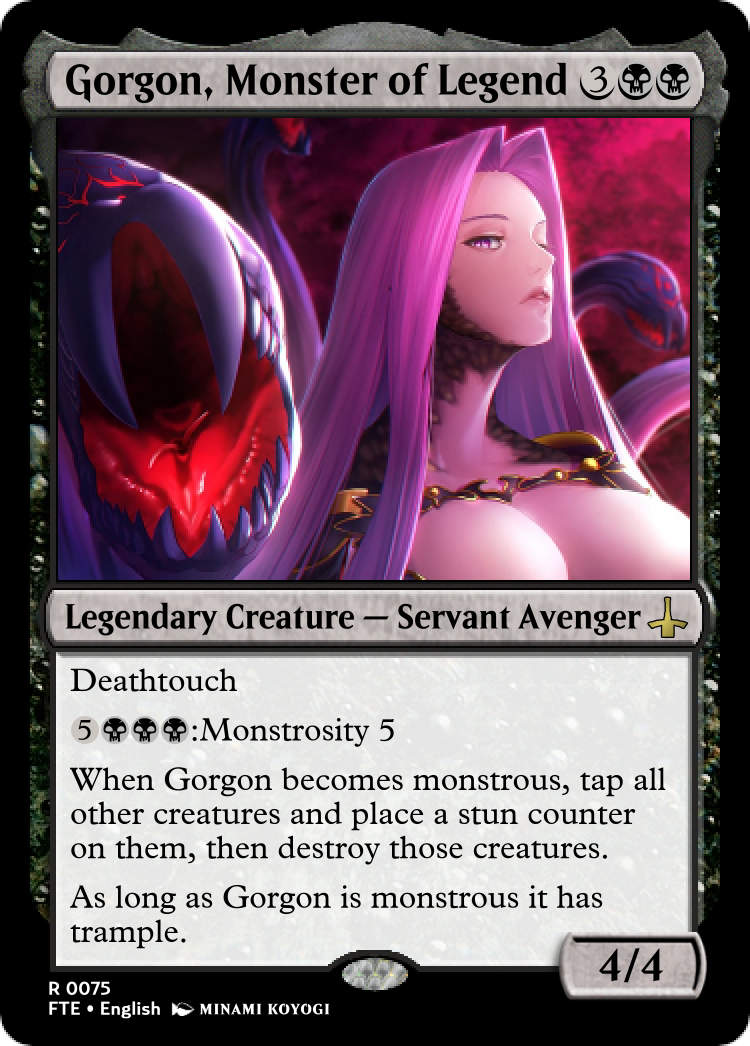 Gorgon, Monster of Legend 3
Legendary Creature — Servant Avenger
Deathtouch
5 :Monstrosity 5
When Gorgon becomes monstrous, tap all
other creatures and place a stun counter
on them, then destroy those creatures.
As long as Gorgon is monstrous it has
trample.
4/4
R 0075
FTE • English MINAMI KOYOGI